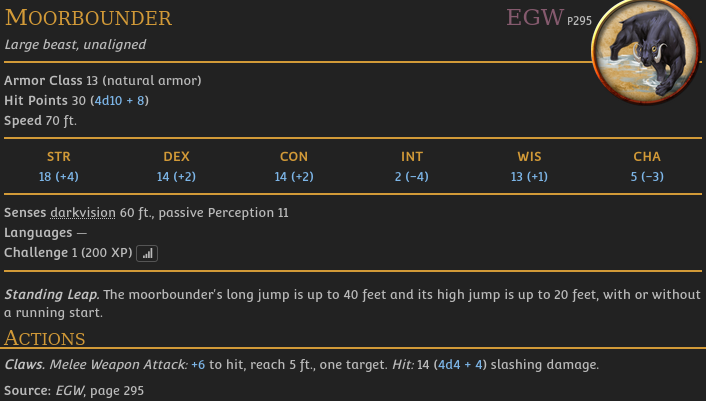 Moorbounder EGW P295
Large beast, unaligned
Armor Class 13 (natural armor)
Hit Points 30 (4d10 + 8)
Speed 70 ft.
STR DEX CON INT WIS CHA
18 (+4) 14 (+2) 14 (+2) 2 (−4) 13 (+1) 5 (−3)
Senses darkvision 60 ft., passive Perception 11
Languages —
Challenge 1 (200 XP)
Standing Leap. The moorbounder's long jump is up to 40 feet and its high jump is up to 20 feet, with or without
a running start.
Actions
Claws. Melee Weapon Attack: +6 to hit, reach 5 ft., one target. Hit: 14 (4d4 + 4) slashing damage.
Source: EGW, page 295